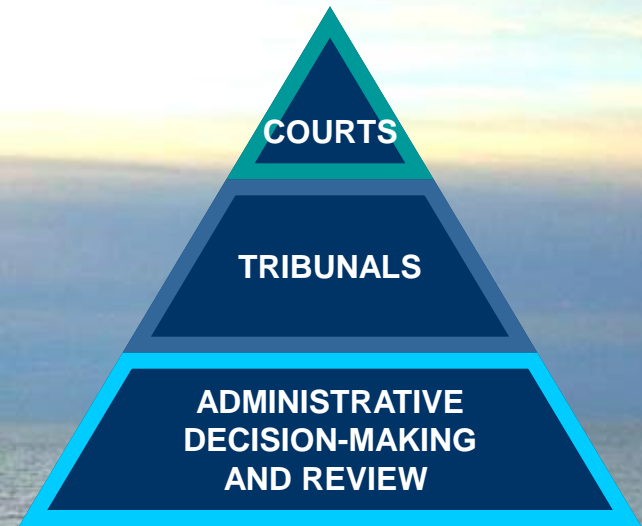 COURTS
TRIBUNALS
ADMINISTRATIVE
DECISION-MAKING
AND REVIEW